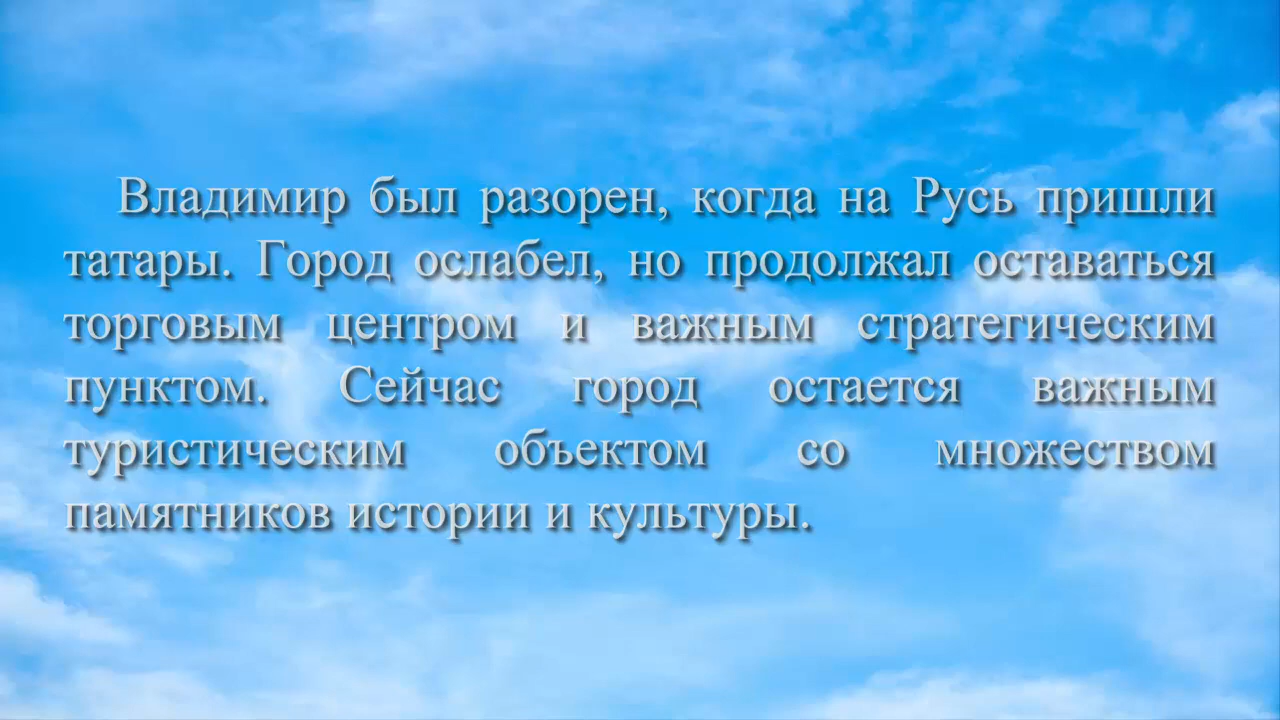 Владимир был разорен, когда на Русь пришли
татары. Город ослабел, но продолжал оставаться
торговым центром и важным стратегическим
пунктом. Сейчас город остается важным
туристическим объектом со множеством
памятников истории и культуры.